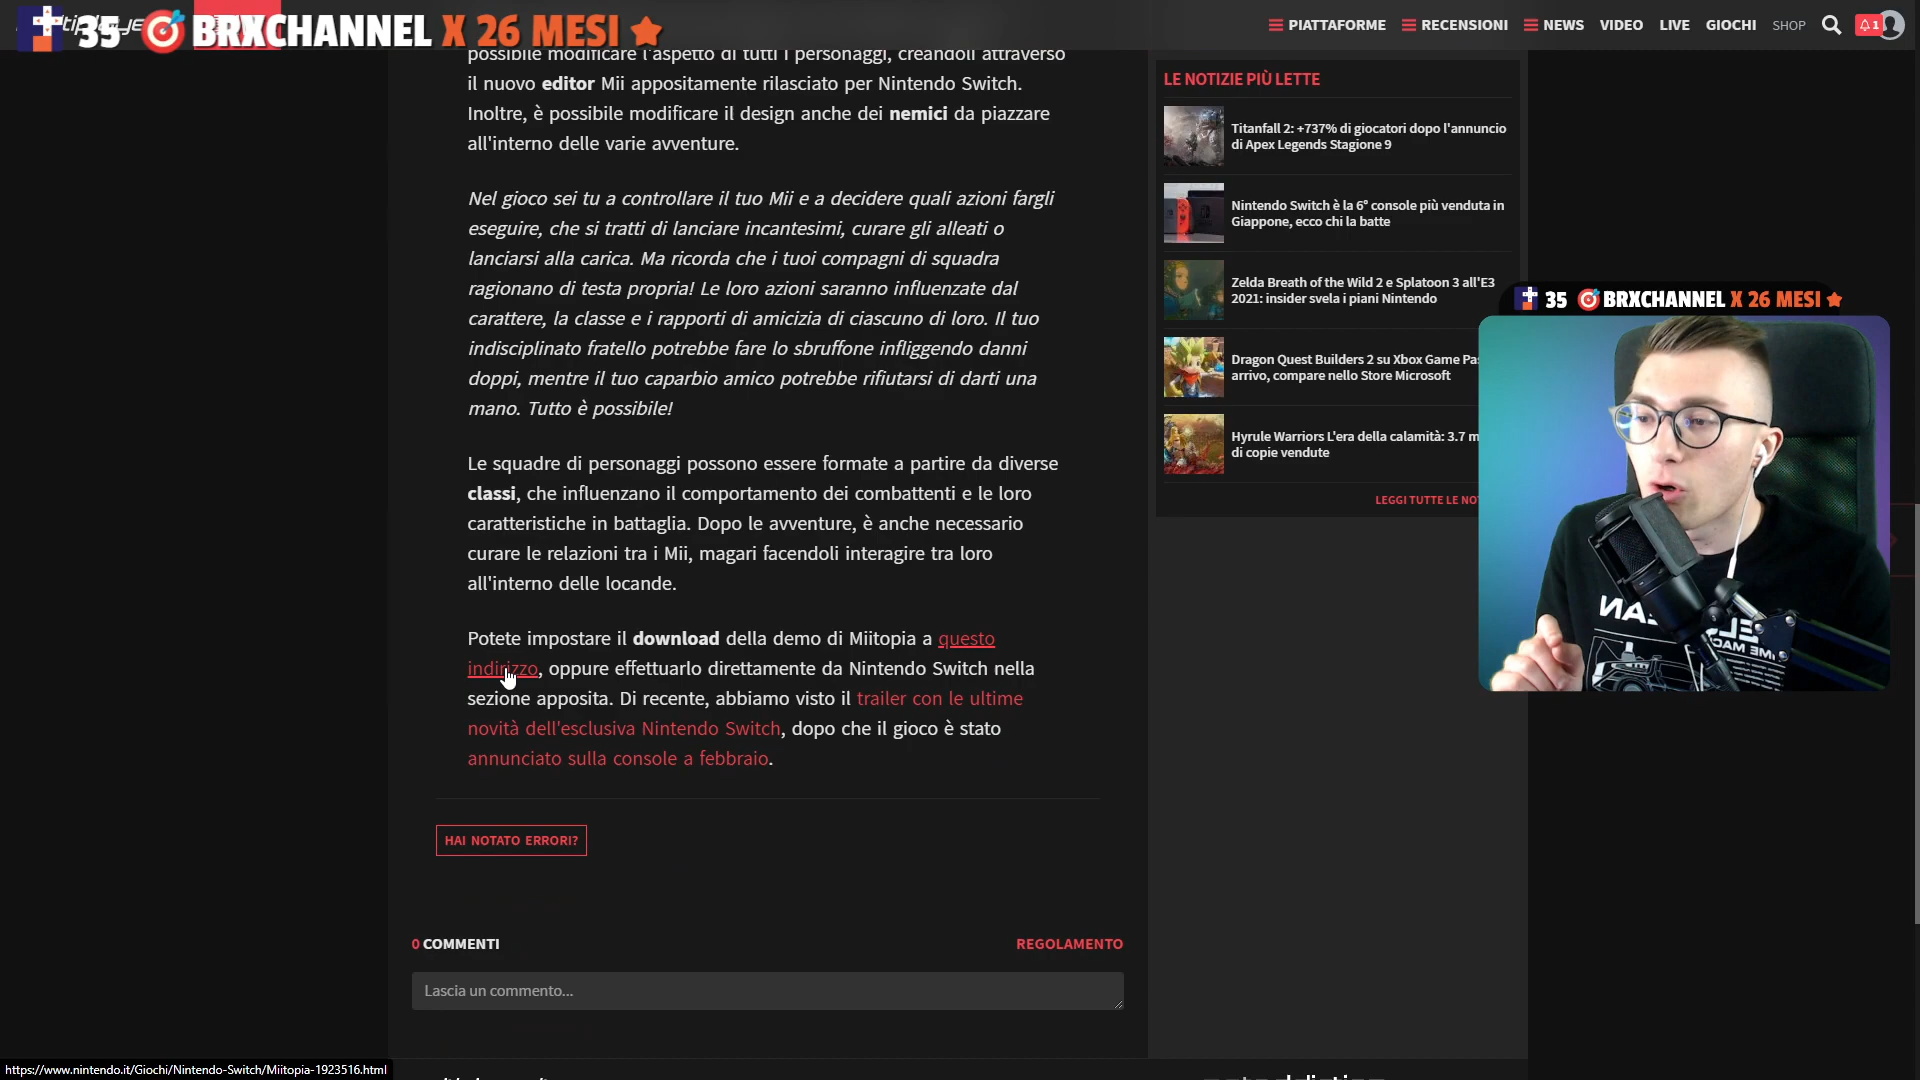 35 BRXCHANNEL X 26 MESI
PIATTAFORME RECENSIONI NEWS VIDEO LIVE GIOCHI SHOP 1
possibile modificare l'aspetto di tutti i personaggi, creandoli attraverso
il nuovo editor Mii appositamente rilasciato per Nintendo Switch.
Inoltre, è possibile modificare il design anche dei nemici da piazzare
all'interno delle varie avventure.
Nel gioco sei tu a controllare il tuo Mii e a decidere quali azioni fargli
eseguire, che si tratti di lanciare incantesimi, curare gli alleati o
lanciarsi alla carica. Ma ricorda che i tuoi compagni di squadra
ragionano di testa propria! Le loro azioni saranno influenzate dal
carattere, la classe e i rapporti di amicizia di ciascuno di loro. Il tuo
indisciplinato fratello potrebbe fare lo sbruffone infliggendo danni
doppi, mentre il tuo caparbio amico potrebbe rifiutarsi di darti una
mano. Tutto è possibile!
Le squadre di personaggi possono essere formate a partire da diverse
classi, che influenzano il comportamento dei combattenti e le loro
caratteristiche in battaglia. Dopo le avventure, è anche necessario
curare le relazioni tra i Mii, magari facendoli interagire tra loro
all'interno delle locande.
Potete impostare il download della demo di Miitopia a questo
indirizzo, oppure effettuarlo direttamente da Nintendo Switch nella
sezione apposita. Di recente, abbiamo visto il trailer con le ultime
novità dell'esclusiva Nintendo Switch, dopo che il gioco è stato
annunciato sulla console a febbraio.
HAI NOTATO ERRORI?
0 COMMENTI
REGOLAMENTO
Lascia un commento...
LE NOTIZIE PIÙ LETTE
Titanfall 2: +737% di giocatori dopo l'annuncio
di Apex Legends Stagione 9
Nintendo Switch è la 6° console più venduta in
Giappone, ecco chi la batte
Zelda Breath of the Wild 2 e Splatoon 3 all'E3
2021: insider svela i piani Nintendo
Dragon Quest Builders 2 su Xbox Game Pa
arrivo, compare nello Store Microsoft
Hyrule Warriors L'era della calamità: 3.7 m
di copie vendute
LEGGI TUTTE LE NO
35 BRXCHANNEL X 26 MESI
https://www.nintendo.it/Giochi/Nintendo-Switch/Miitopia-1923516.html